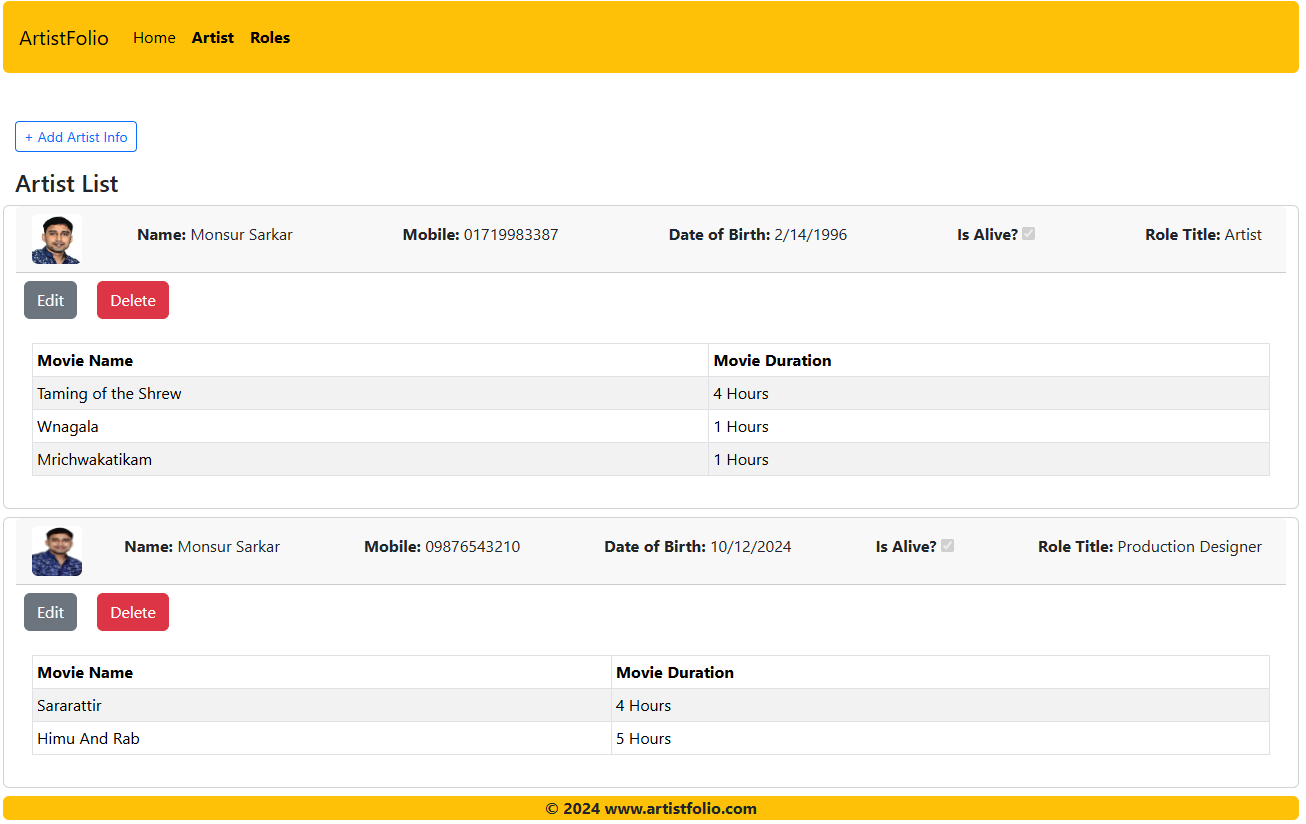 ArtistFolio Home Artist Roles
+ Add Artist Info
Artist List
Name: Monsur Sarkar Mobile: 01719983387 Date of Birth: 2/14/1996 Is Alive? Role Title: Artist
Edit Delete
Movie Name Movie Duration
Taming of the Shrew 4 Hours
Wnagala 1 Hours
Mrichwakatikam 1 Hours
Name: Monsur Sarkar Mobile: 09876543210 Date of Birth: 10/12/2024 Is Alive? Role Title: Production Designer
Edit Delete
Movie Name Movie Duration
Sararattir 4 Hours
Himu And Rab 5 Hours
© 2024 www.artistfolio.com